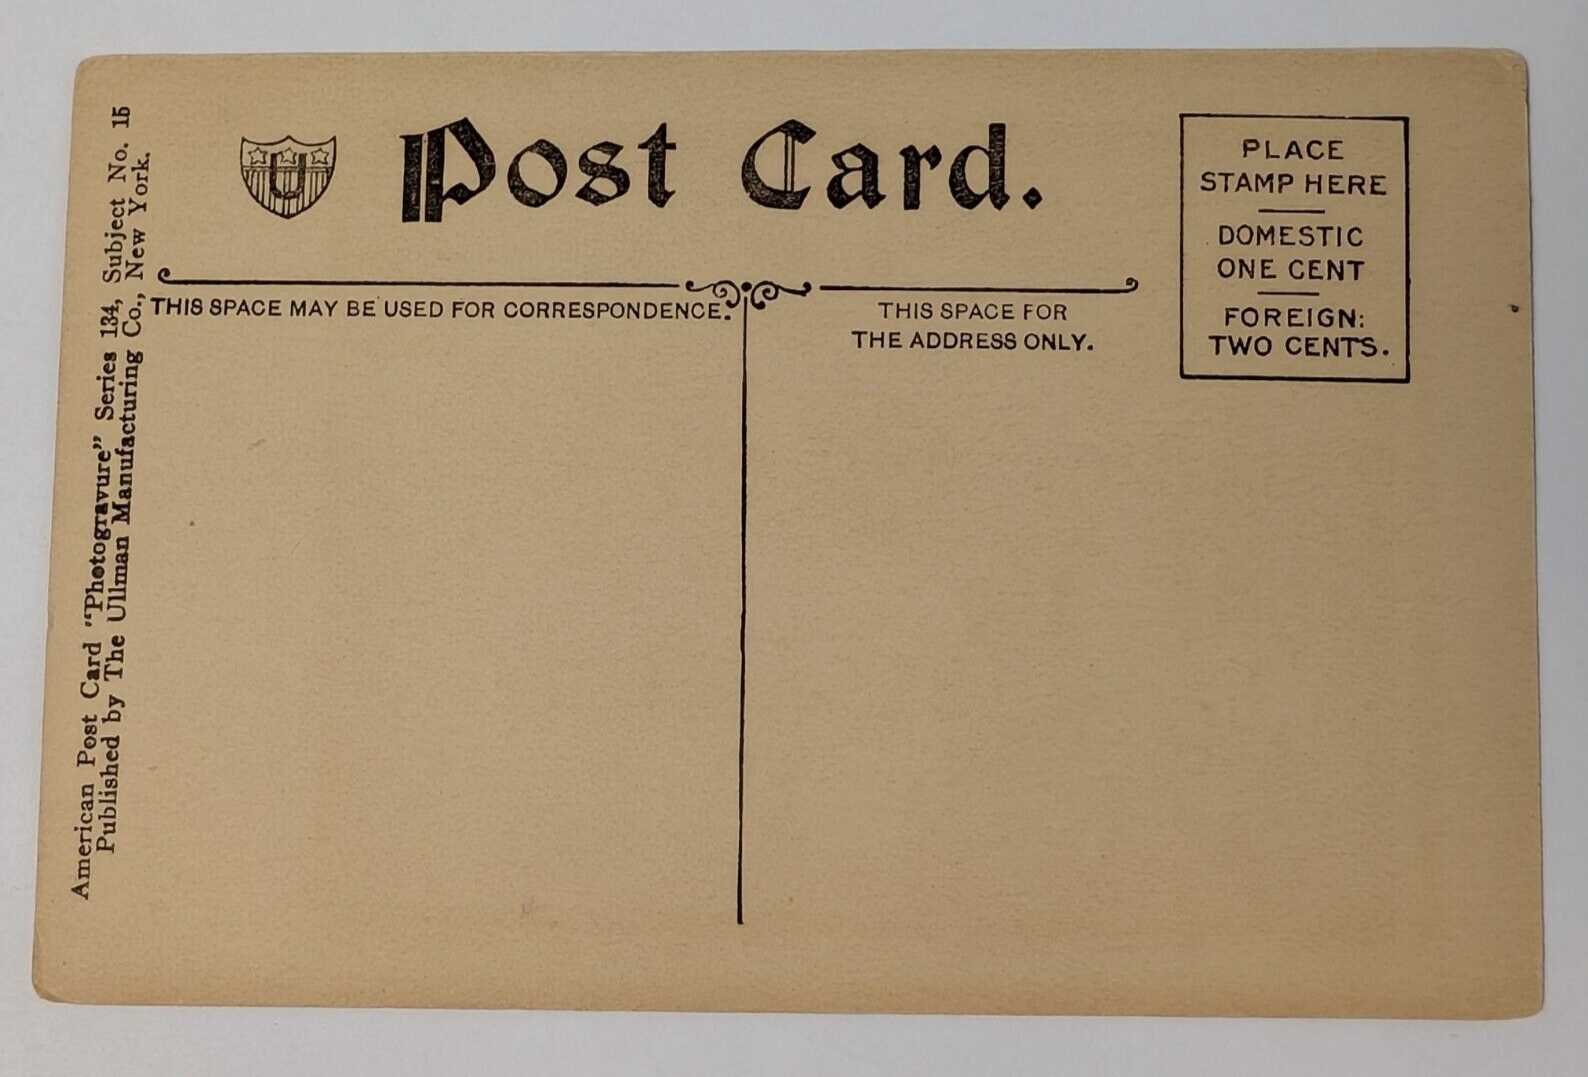 American Post Card "Photogravure" Series 134, Subject No. 15
Published by The Ullman Manufacturing Co., New York.
U
Post Card.
PLACE
STAMP HERE
DOMESTIC
ONE CENT
FOREIGN:
TWO CENTS.
THIS SPACE MAY BE USED FOR CORRESPONDENCE.
THIS SPACE FOR
THE ADDRESS ONLY.